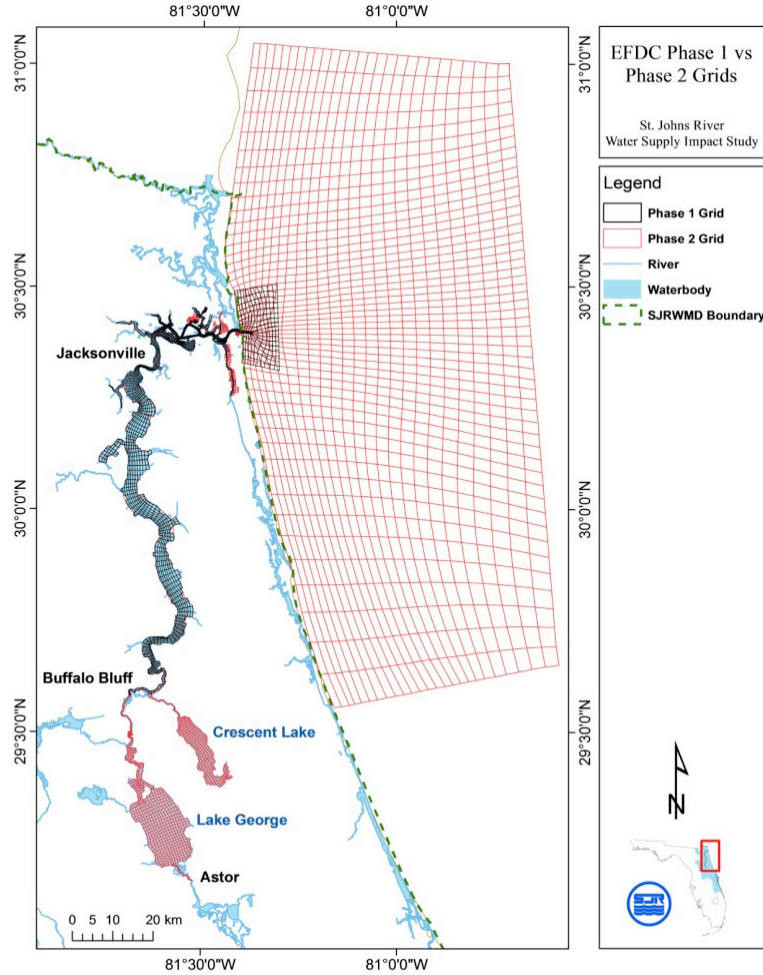 81°30'0"W
81°0'0"W
31°0'0"N
31°0'0"N
30°30'0"N
30°30'0"N
30°0'0"N
30°0'0"N
29°30'0"N
29°30'0"N
81°30'0"W
81°0'0"W
Jacksonville
Buffalo Bluff
Crescent Lake
Lake George
Astor
0 5 10 20 km
EFDC Phase 1 vs
Phase 2 Grids
St. Johns River
Water Supply Impact Study
Legend
Phase 1 Grid
Phase 2 Grid
River
Waterbody
SJRWMD Boundary
N
SJR